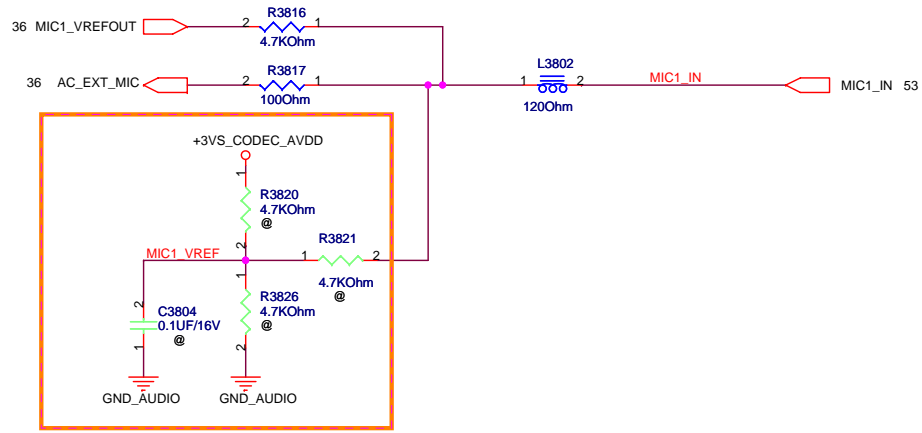 36 MIC1_VREFOUT
2
R3816
1
4.7KOhm
36 AC_EXT_MIC
2
R3817
1
100Ohm
1
L3802
2
120Ohm
MIC1_IN
MIC1_IN 53
+3VS_CODEC_AVDD
1
R3820
4.7KOhm
@
2
MIC1_VREF
1
R3821
2
4.7KOhm
@
1
R3826
4.7KOhm
@
2
2
C3804
0.1UF/16V
@
1
GND_AUDIO
GND_AUDIO